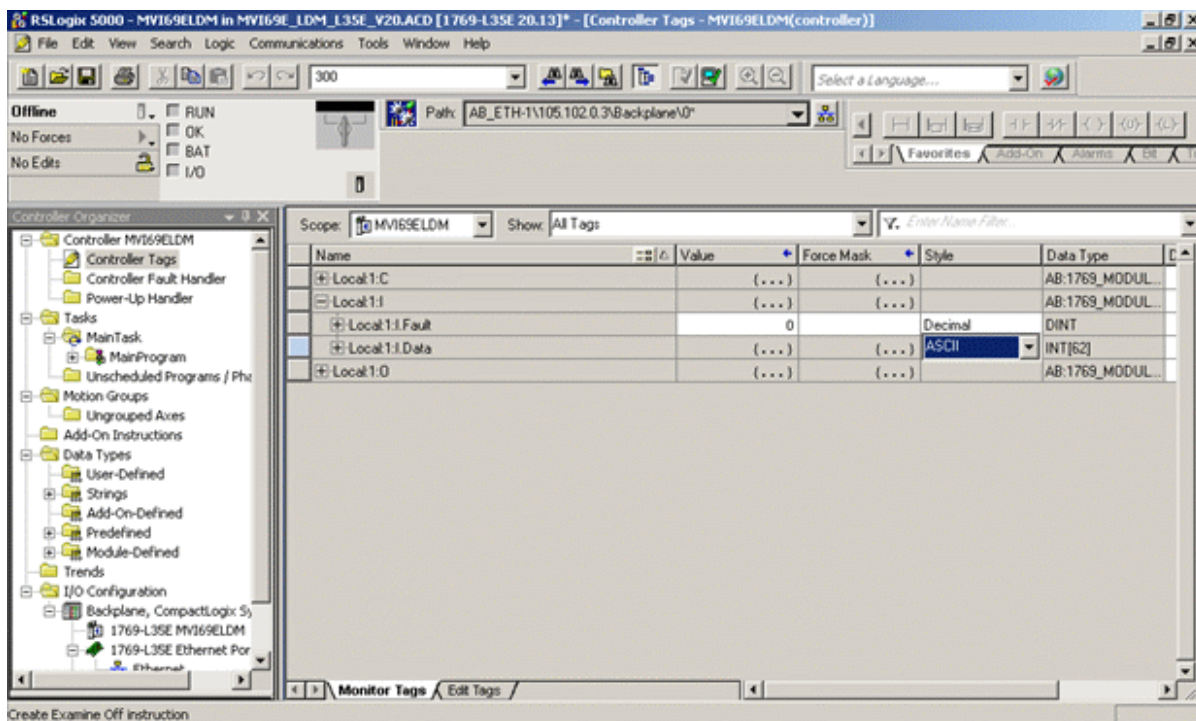 RSLogix 5000 - MVI69ELDM in MVI69E_LDM_L35E_V20.ACD [1769-L35E 20.13]* - [Controller Tags - MVI69ELDM(controller)]
File Edit View Search Logic Communications Tools Window Help
300
Select a Language...
Offline
RUN
Path: AB_ETH-1\105.102.0.3\Backplane\0*
No Forces
OK
BAT
No Edits
I/O
Favorites Add-On Alarms Bit
Controller Organizer
Scope: MVI69ELDM Show: All Tags Enter Name Filter...
Controller MVI69ELDM
Controller Tags
Controller Fault Handler
Power-Up Handler
Tasks
MainTask
MainProgram
Unscheduled Programs / Pha
Motion Groups
Ungrouped Axes
Add-On Instructions
Data Types
User-Defined
Strings
Add-On-Defined
Predefined
Module-Defined
Trends
I/O Configuration
Backplane, CompactLogix Sy
1769-L35E MVI69ELDM
1769-L35E Ethernet Por
Ethernet
Name Value Force Mask Style Data Type
Local:1:C {...} {...} AB:1769_MODUL...
Local:1:I {...} {...} AB:1769_MODUL...
Local:1:I.Fault 0 Decimal DINT
Local:1:I.Data {...} {...} ASCII INT[62]
Local:1:O {...} {...} AB:1769_MODUL...
Monitor Tags Edit Tags
Create Examine Off instruction